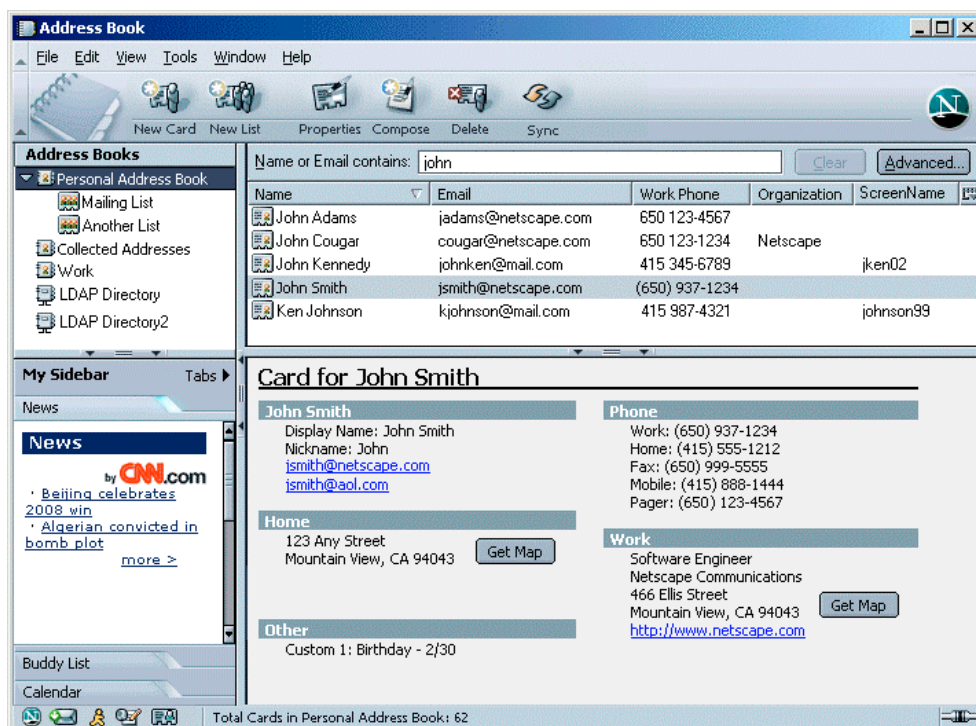 Address Book
File Edit View Tools Window Help
New Card New List Properties Compose Delete Sync
N
Address Books
Personal Address Book
Mailing List
Another List
Collected Addresses
Work
LDAP Directory
LDAP Directory2
Name or Email contains: john Clear Advanced...
Name Email Work Phone Organization ScreenName
John Adams jadams@netscape.com 650 123-4567
John Cougar cougar@netscape.com 650 123-1234 Netscape
John Kennedy johnken@mail.com 415 345-6789 jken02
John Smith jsmith@netscape.com (650) 937-1234
Ken Johnson kjohnson@mail.com 415 987-4321 johnson99
My Sidebar Tabs
News
News
by CNN.com
· Beijing celebrates
2008 win
· Algerian convicted in
bomb plot
more >
Buddy List
Calendar
Card for John Smith
John Smith
Display Name: John Smith
Nickname: John
jsmith@netscape.com
jsmith@aol.com
Home
123 Any Street
Mountain View, CA 94043
Get Map
Other
Custom 1: Birthday - 2/30
Phone
Work: (650) 937-1234
Home: (415) 555-1212
Fax: (650) 999-5555
Mobile: (415) 888-1444
Pager: (650) 123-4567
Work
Software Engineer
Netscape Communications
466 Ellis Street
Mountain View, CA 94043
Get Map
http://www.netscape.com
Total Cards in Personal Address Book: 62